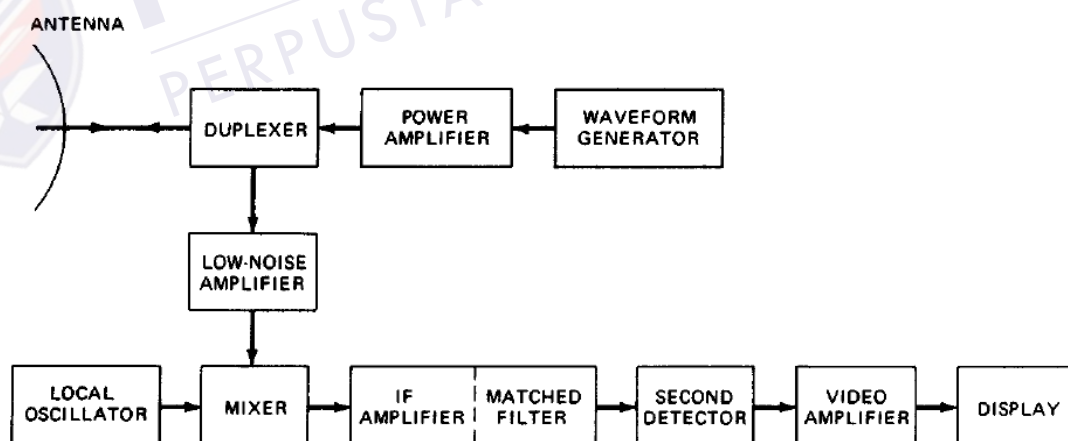 ANTENNA
PERPUSTA
DUPLEXER
POWER
AMPLIFIER
WAVEFORM
GENERATOR
LOW-NOISE
AMPLIFIER
LOCAL
OSCILLATOR
MIXER
IF
AMPLIFIER
MATCHED
FILTER
SECOND
DETECTOR
VIDEO
AMPLIFIER
DISPLAY